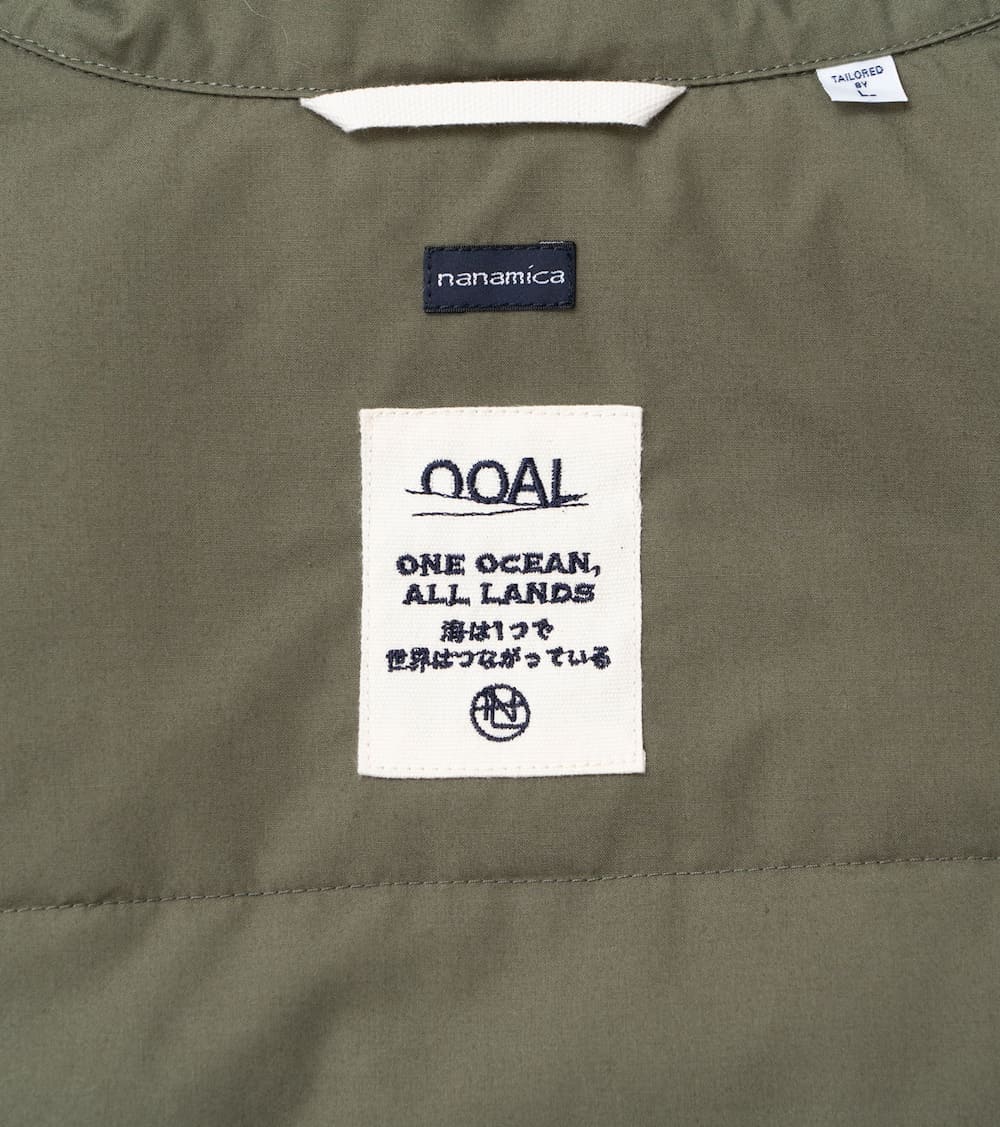 TAILORED
BY
L
nanamica
OOAL
ONE OCEAN,
ALL LANDS
海は1つで
世界はつながっている